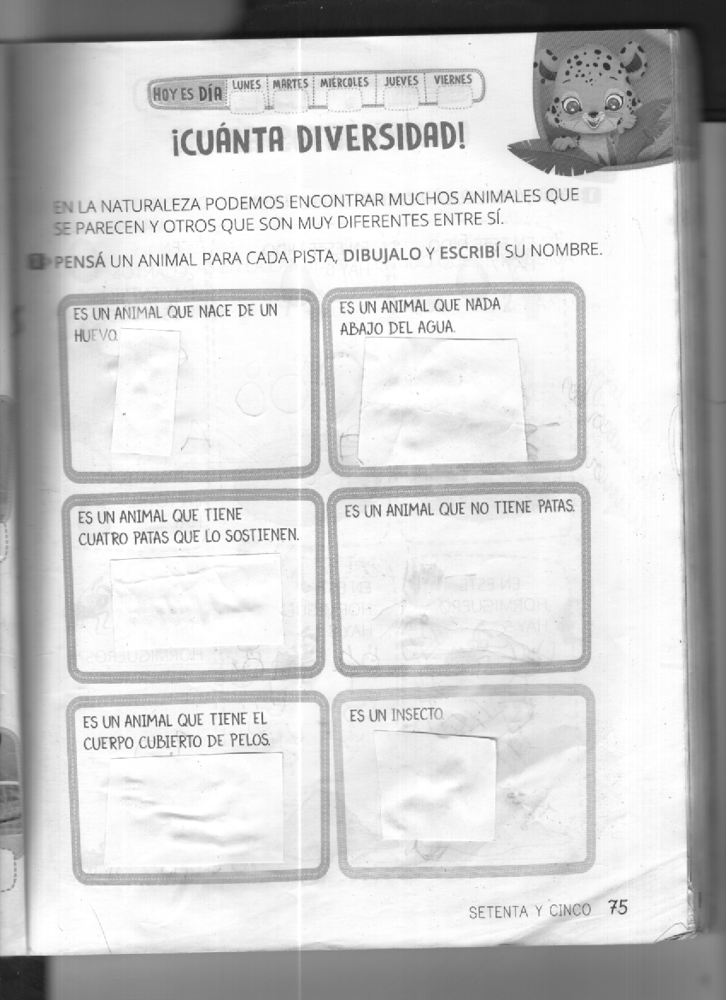 HOY ES DÍA LUNES MARTES MIÉRCOLES JUEVES VIERNES
¡CUÁNTA DIVERSIDAD!
EN LA NATURALEZA PODEMOS ENCONTRAR MUCHOS ANIMALES QUE
SE PARECEN Y OTROS QUE SON MUY DIFERENTES ENTRE SÍ.
PENSÁ UN ANIMAL PARA CADA PISTA, DIBUJALO Y ESCRIBÍ SU NOMBRE.
ES UN ANIMAL QUE NACE DE UN
HUEVO.
ES UN ANIMAL QUE NADA
ABAJO DEL AGUA.
ES UN ANIMAL QUE TIENE
CUATRO PATAS QUE LO SOSTIENEN.
ES UN ANIMAL QUE NO TIENE PATAS.
ES UN ANIMAL QUE TIENE EL
CUERPO CUBIERTO DE PELOS.
ES UN INSECTO.
SETENTA Y CINCO 75